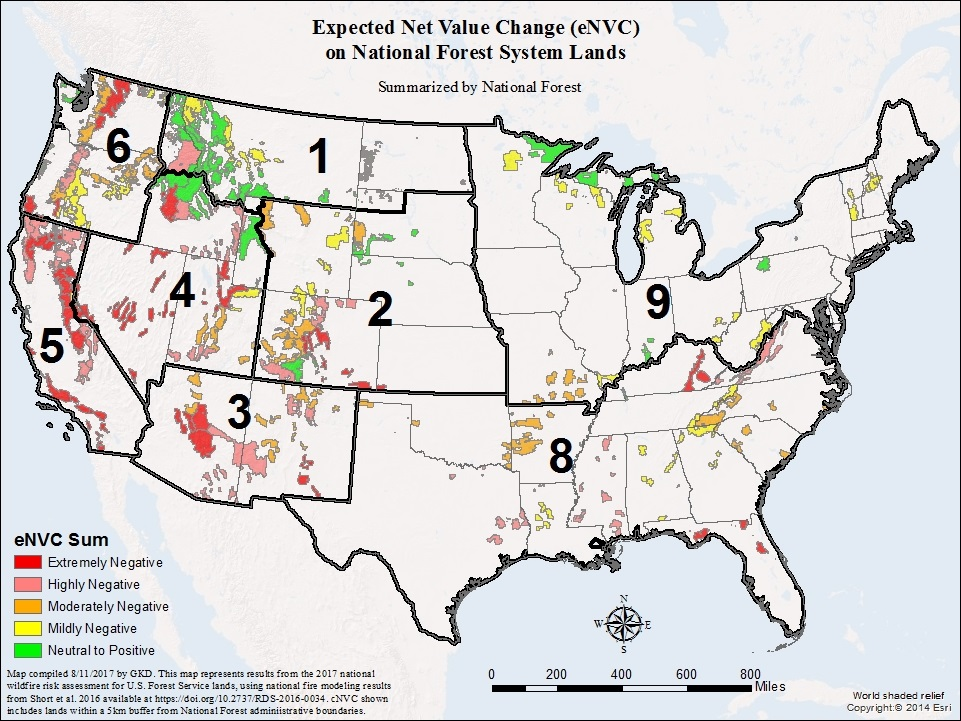 Expected Net Value Change (eNVC)
on National Forest System Lands
Summarized by National Forest
6
1
4
2
9
5
3
8
eNVC Sum
Extremely Negative
Highly Negative
Moderately Negative
Mildly Negative
Neutral to Positive
N
W E
S
Map compiled 8/11/2017 by GKD. This map represents results from the 2017 national
wildfire risk assessment for U.S. Forest Service lands, using national fire modeling results
from Short et al. 2016 available at https://doi.org/10.2737/RDS-2016-0034. eNVC shown
includes lands within a 5km buffer from National Forest administrative boundaries.
0 200 400 600 800
Miles
World shaded relief
Copyright:© 2014 Esri